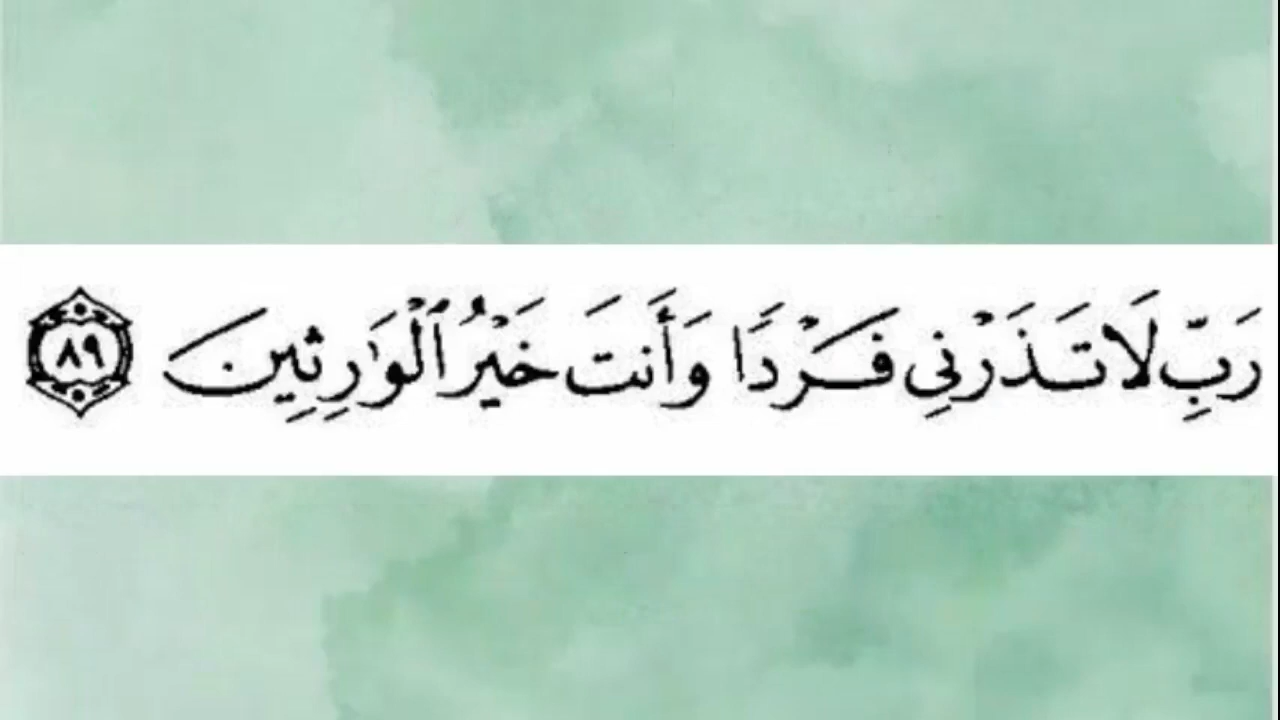 رَبِّ لَا تَذَرْنِي فَرْدًا وَأَنتَ خَيْرُ ٱلْوَٰرِثِينَ ٨٩